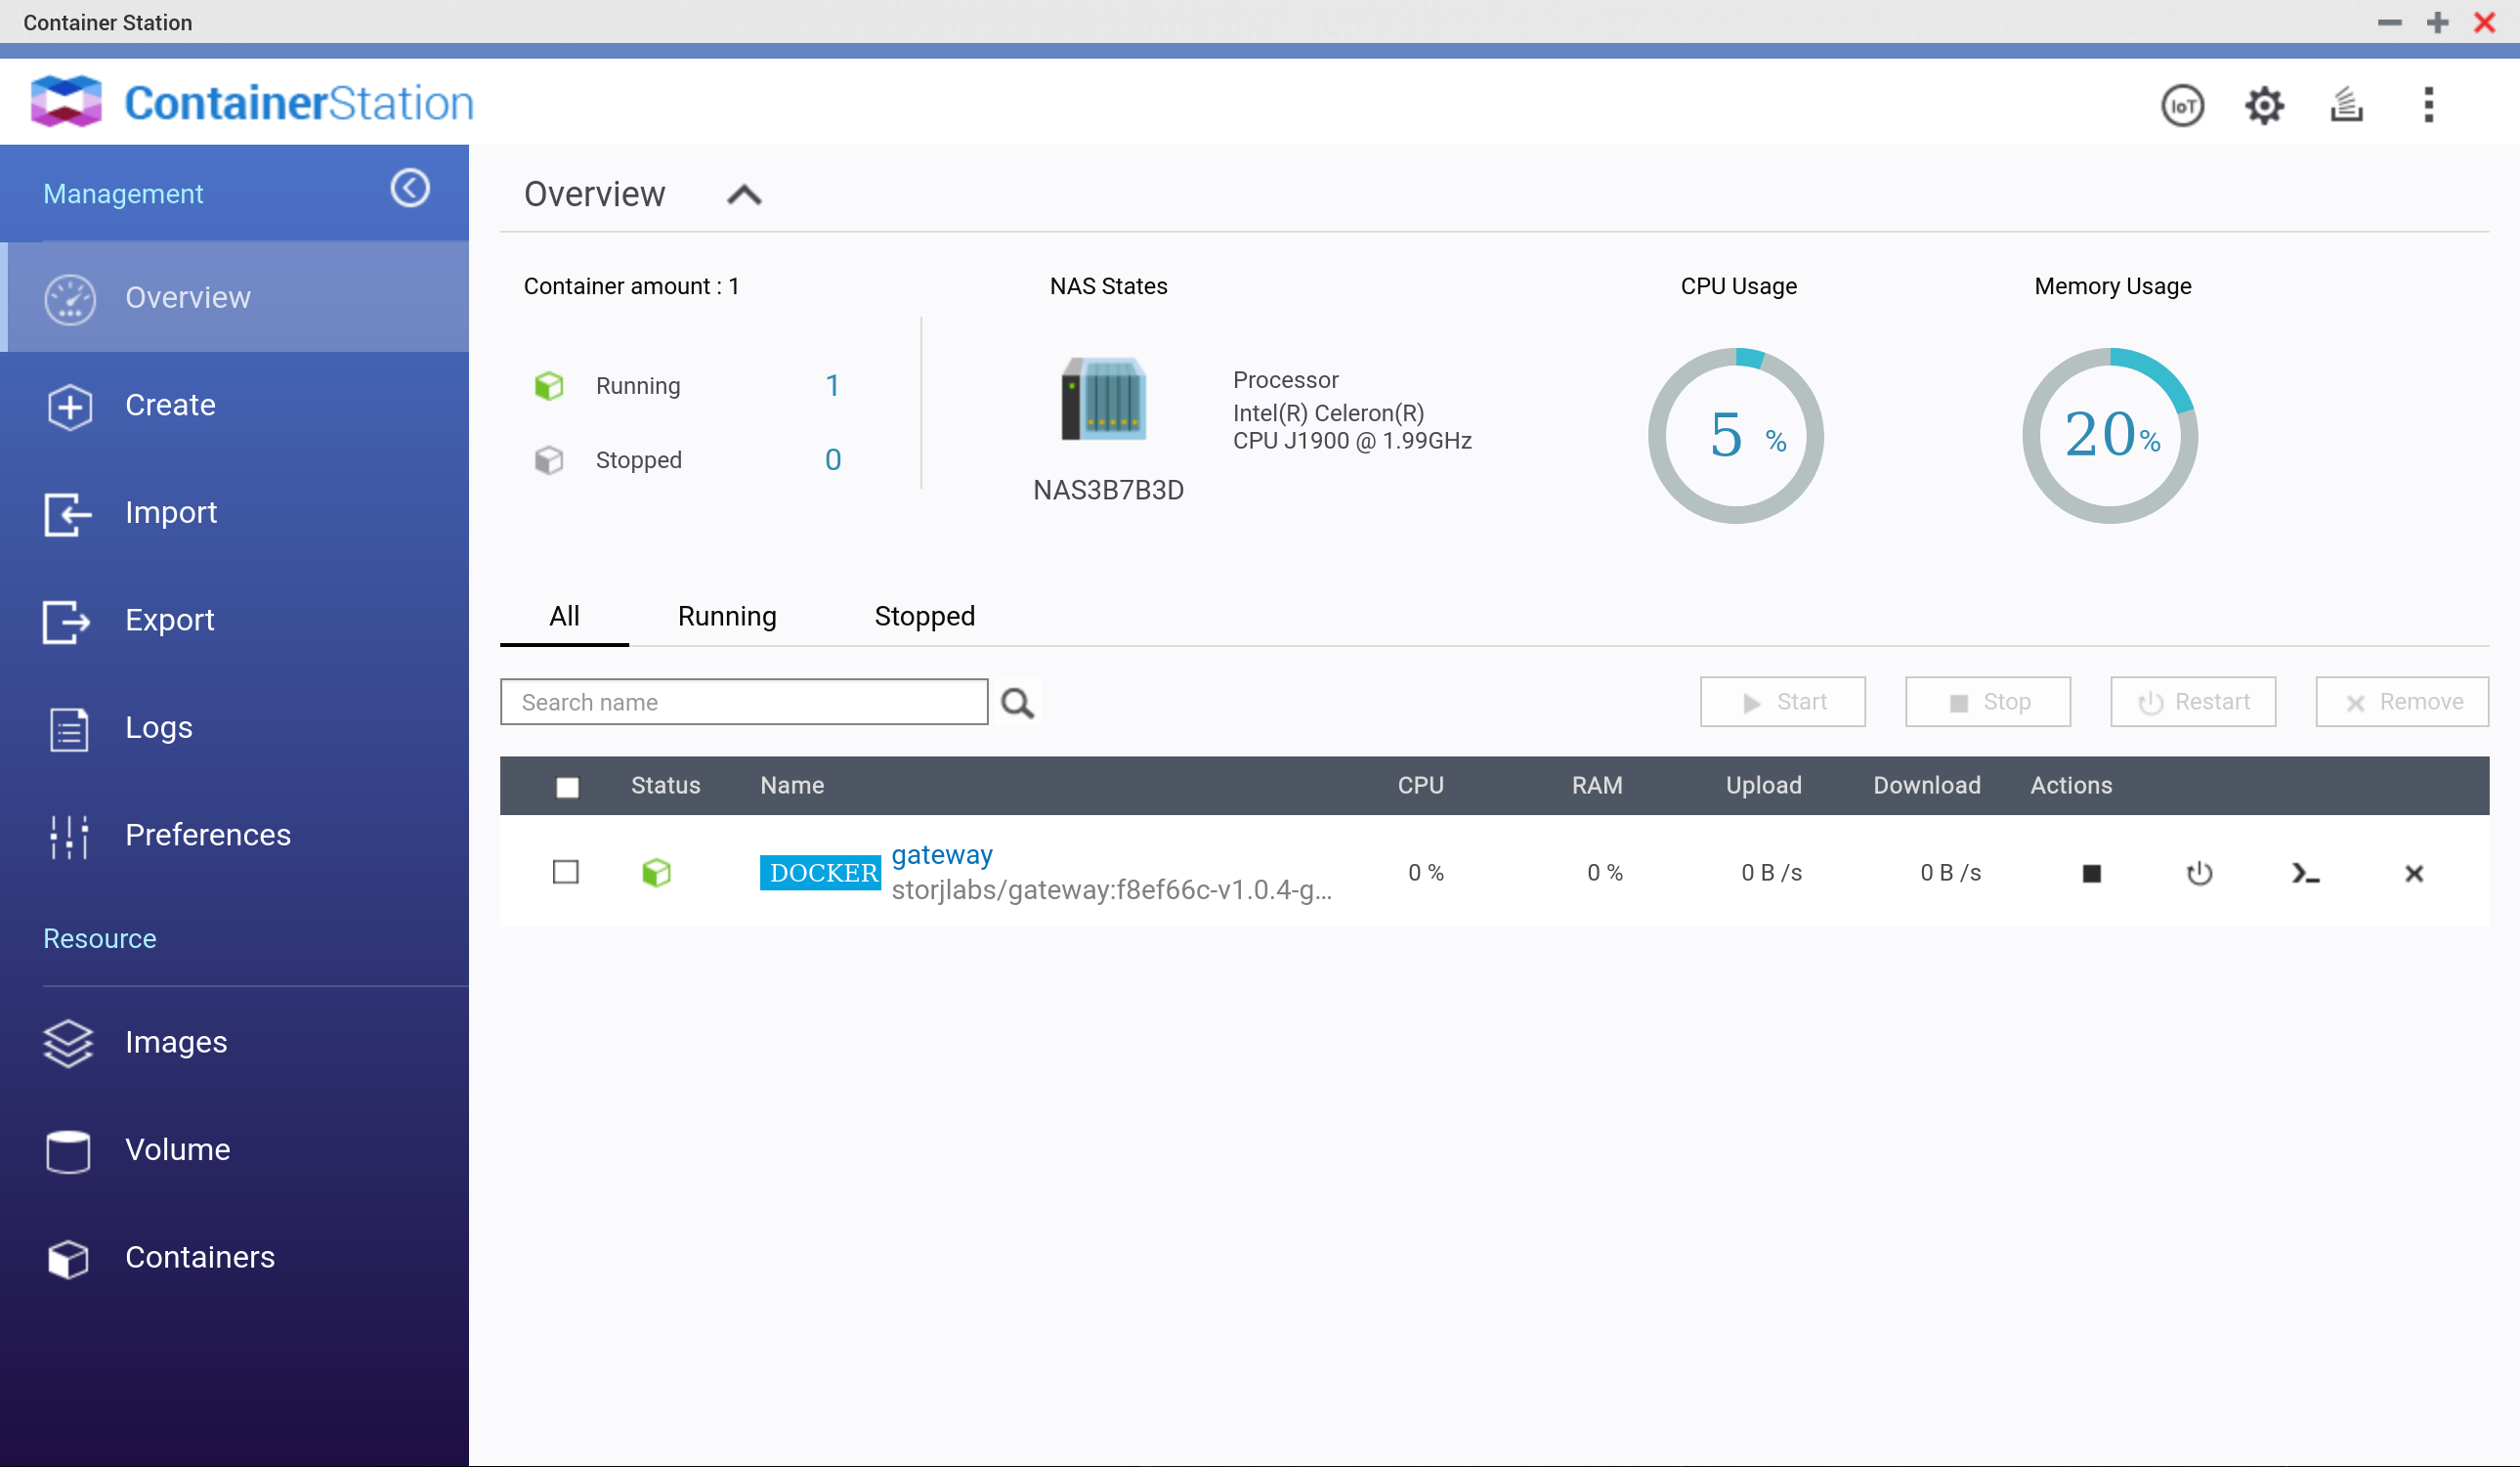 Container Station
ContainerStation
IoT
Management
Overview
Create
Import
Export
Logs
Preferences
Resource
Images
Volume
Containers
Overview
Container amount : 1
Running 1
Stopped 0
NAS States
NAS3B7B3D
Processor
Intel(R) Celeron(R)
CPU J1900 @ 1.99GHz
CPU Usage
5 %
Memory Usage
20%
All Running Stopped
Search name
Start Stop Restart Remove
Status Name CPU RAM Upload Download Actions
DOCKER gateway
storjlabs/gateway:f8ef66c-v1.0.4-g...
0 % 0 % 0 B /s 0 B /s